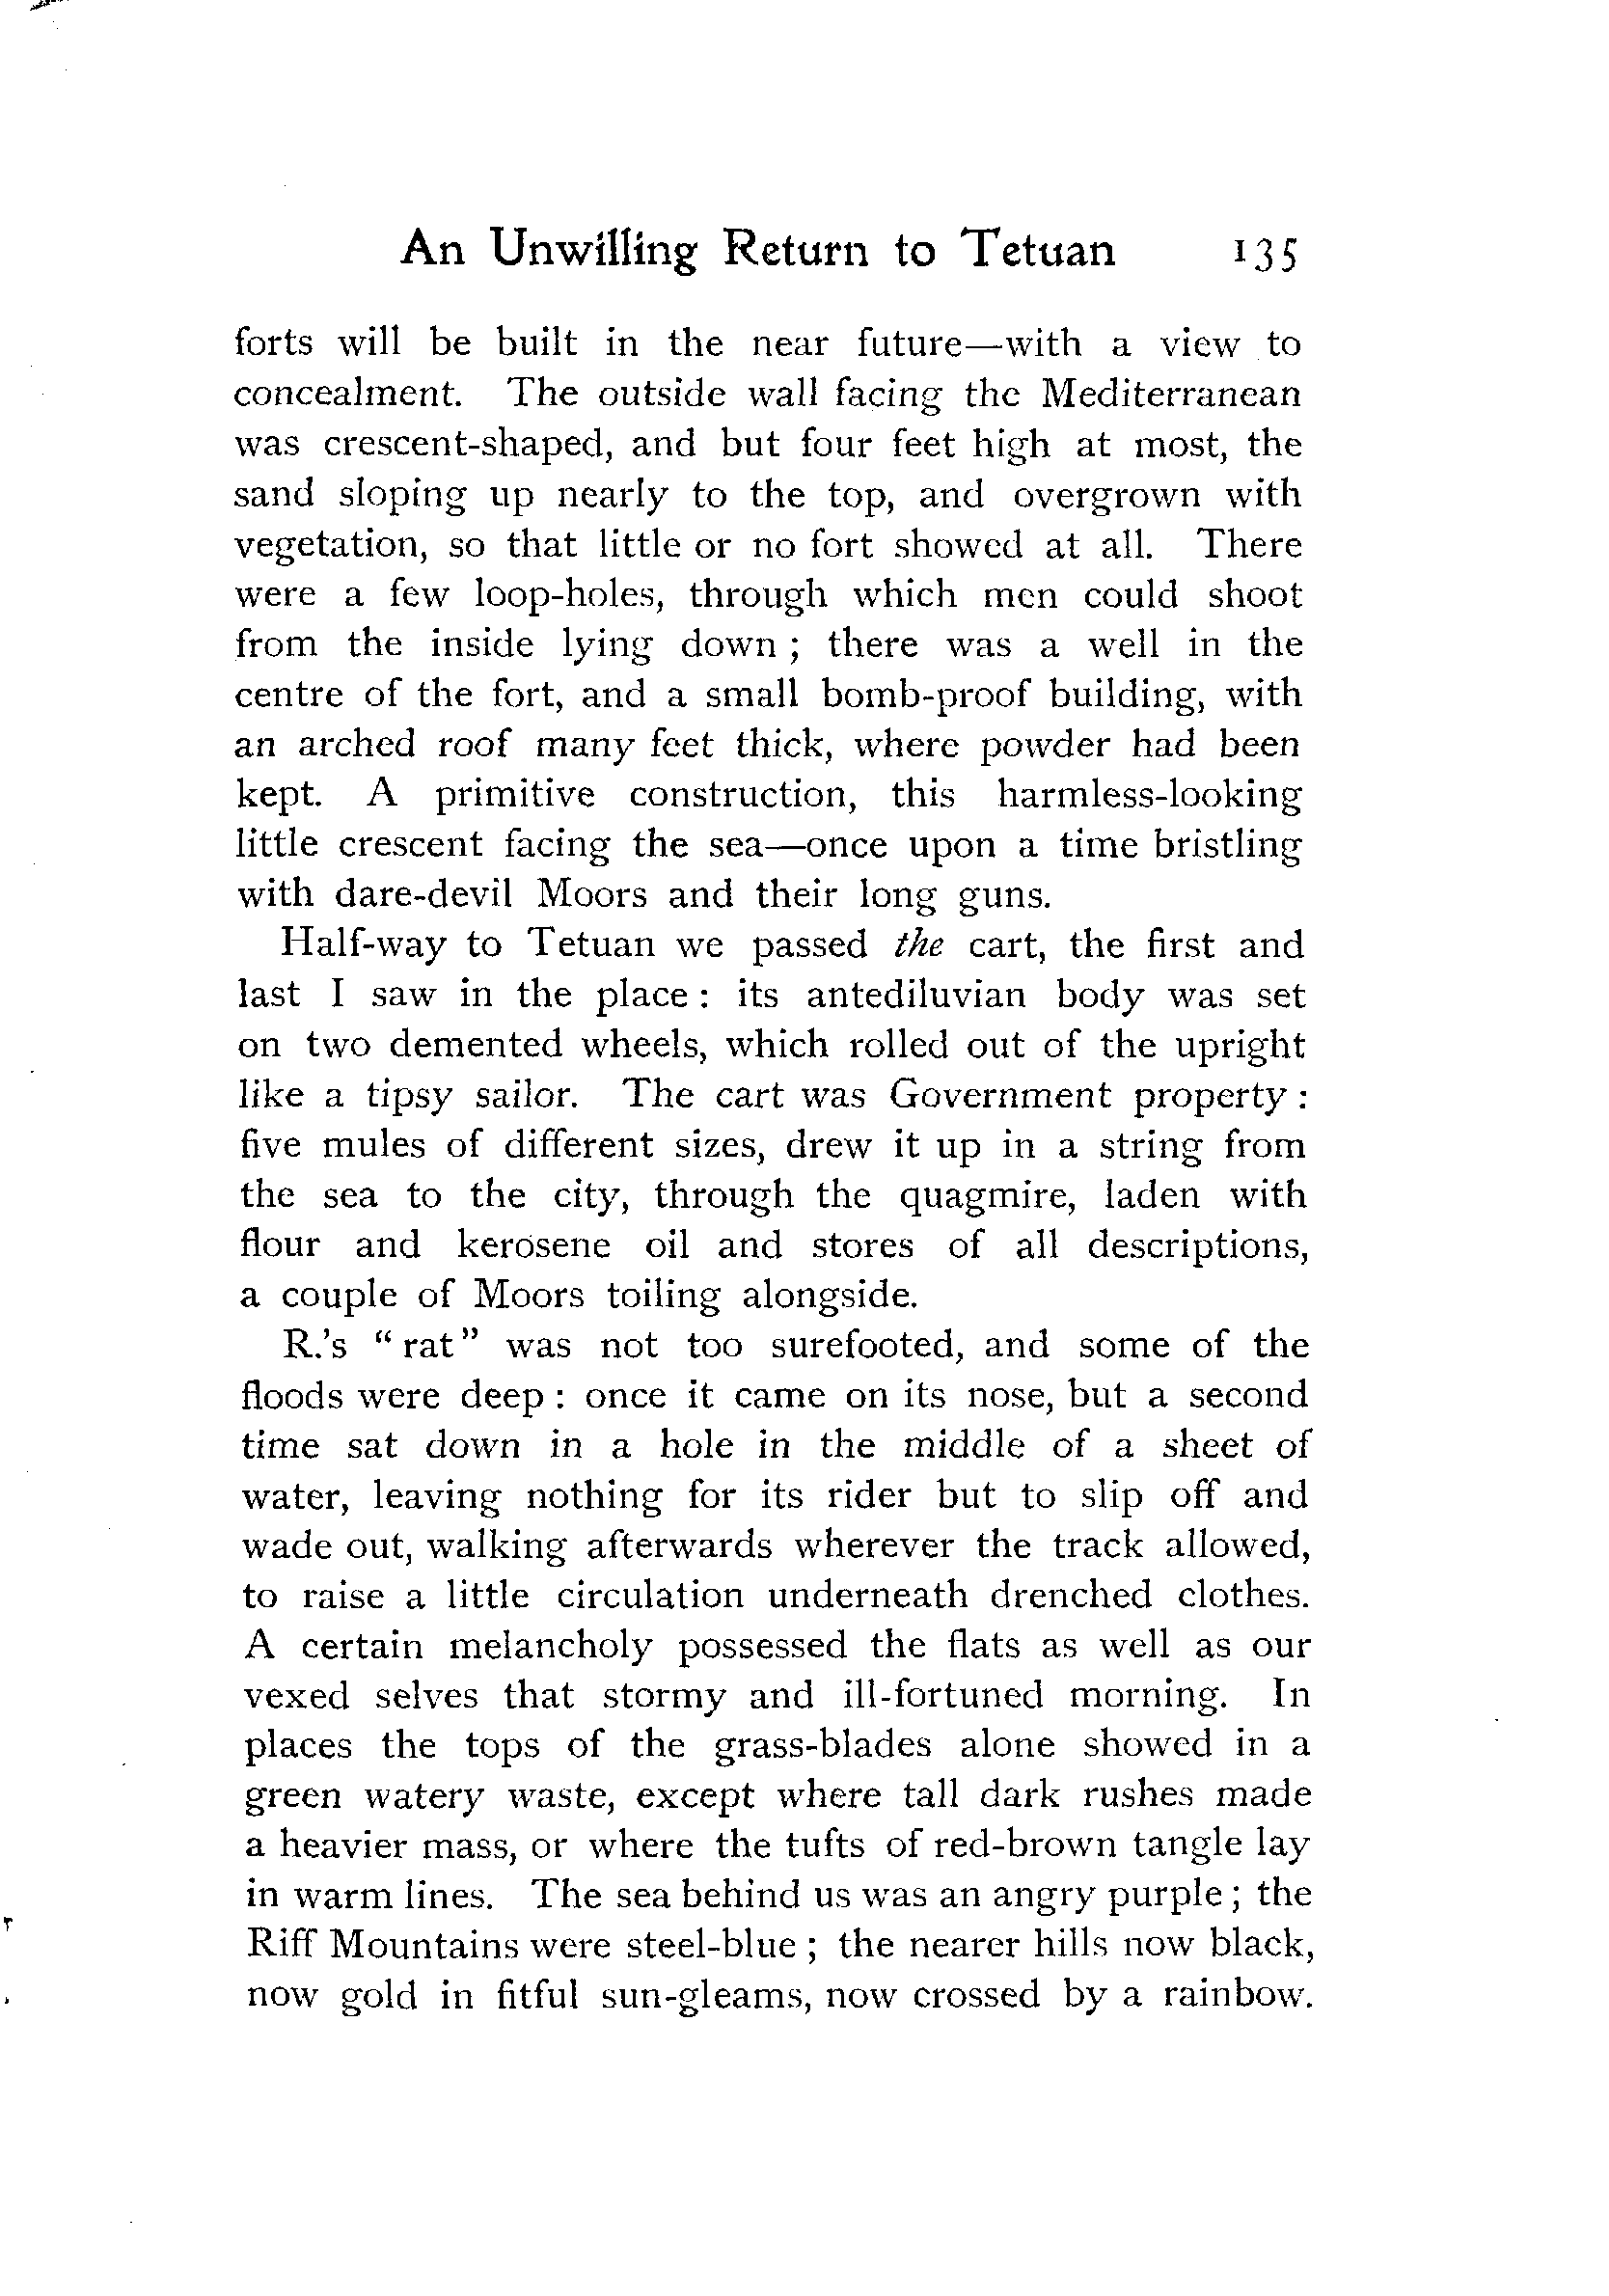 An Unwilling Return to Tetuan 135
forts will be built in the near future—with a view to
concealment. The outside wall facing the Mediterranean
was crescent-shaped, and but four feet high at most, the
sand sloping up nearly to the top, and overgrown with
vegetation, so that little or no fort showed at all. There
were a few loop-holes, through which men could shoot
from the inside lying down ; there was a well in the
centre of the fort, and a small bomb-proof building, with
an arched roof many feet thick, where powder had been
kept. A primitive construction, this harmless-looking
little crescent facing the sea—once upon a time bristling
with dare-devil Moors and their long guns.
Half-way to Tetuan we passed the cart, the first and
last I saw in the place : its antediluvian body was set
on two demented wheels, which rolled out of the upright
like a tipsy sailor. The cart was Government property :
five mules of different sizes, drew it up in a string from
the sea to the city, through the quagmire, laden with
flour and kerosene oil and stores of all descriptions,
a couple of Moors toiling alongside.
R.'s “rat” was not too surefooted, and some of the
floods were deep : once it came on its nose, but a second
time sat down in a hole in the middle of a sheet of
water, leaving nothing for its rider but to slip off and
wade out, walking afterwards wherever the track allowed,
to raise a little circulation underneath drenched clothes.
A certain melancholy possessed the flats as well as our
vexed selves that stormy and ill-fortuned morning. In
places the tops of the grass-blades alone showed in a
green watery waste, except where tall dark rushes made
a heavier mass, or where the tufts of red-brown tangle lay
in warm lines. The sea behind us was an angry purple ; the
Riff Mountains were steel-blue ; the nearer hills now black,
now gold in fitful sun-gleams, now crossed by a rainbow.